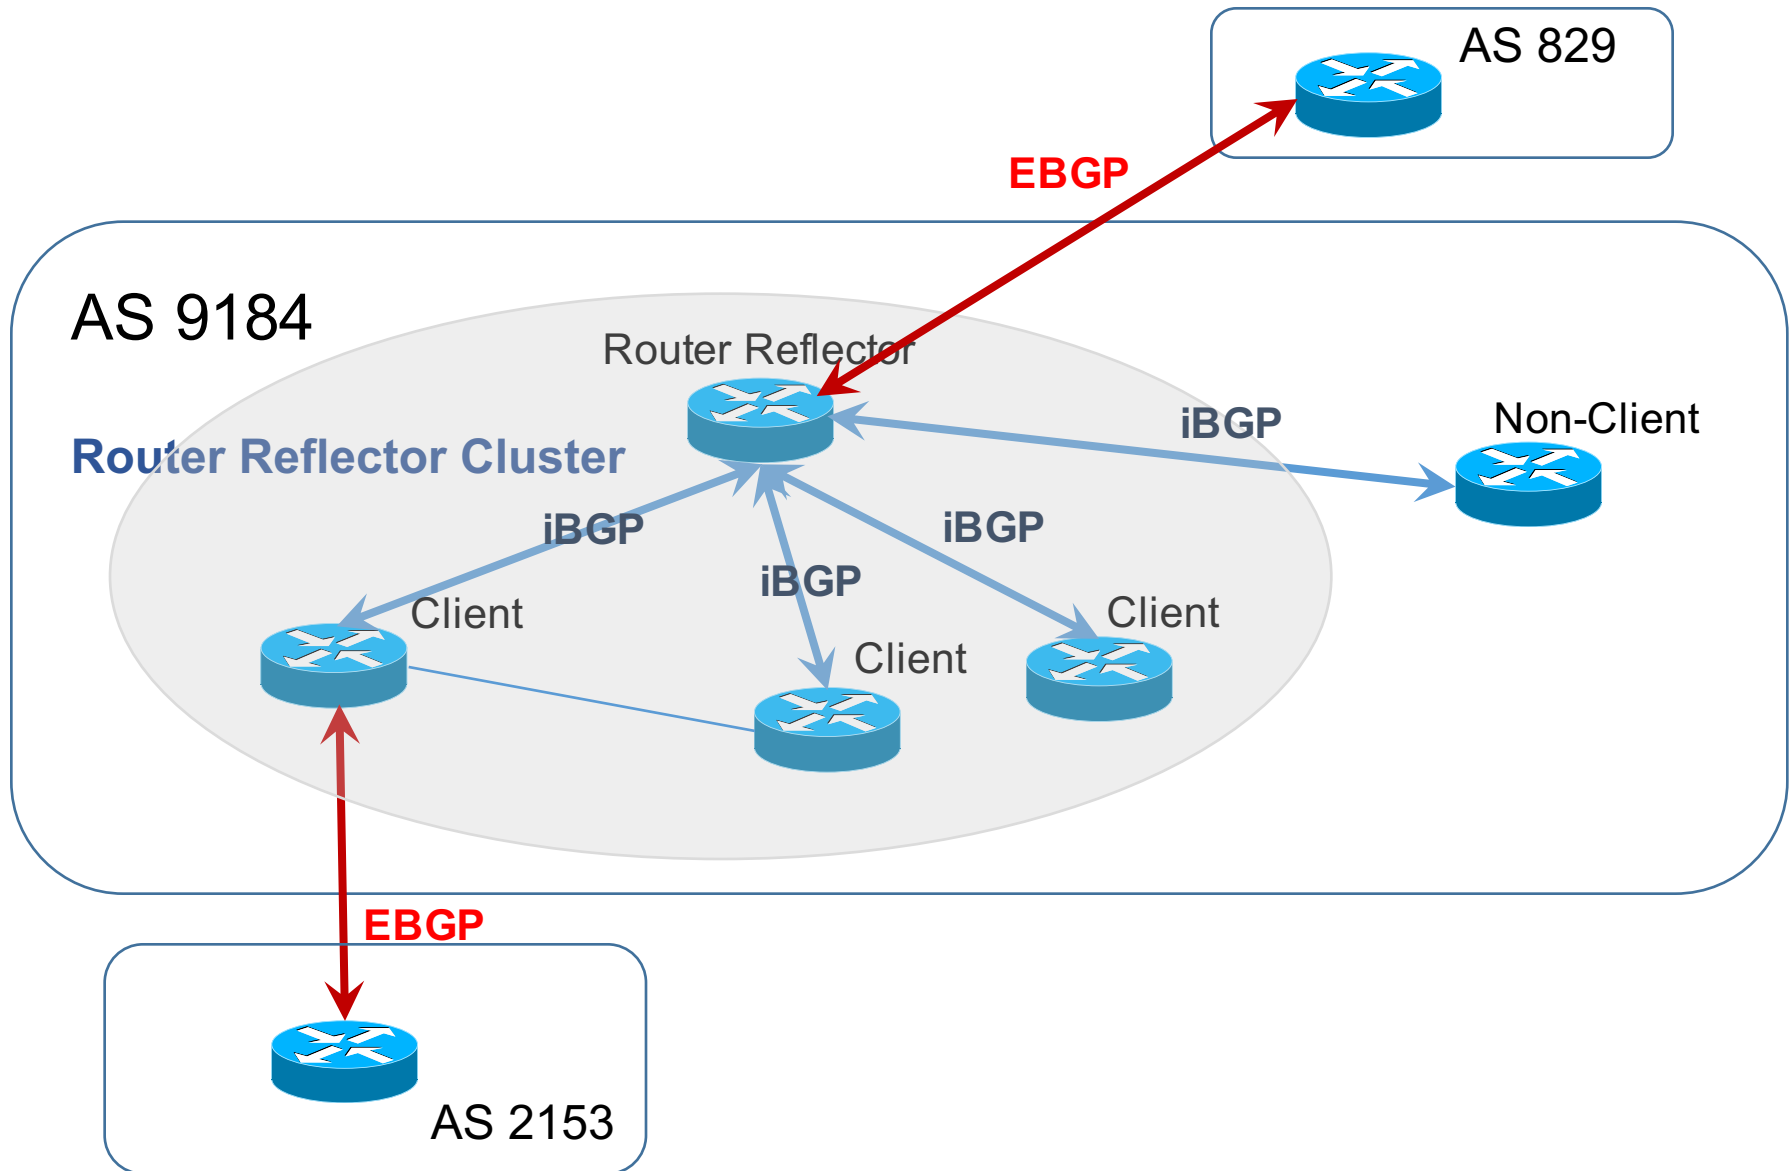 AS 829
EBGP
AS 9184
Router Reflector
iBGP
Non-Client
Router Reflector Cluster
iBGP
iBGP
iBGP
Client
Client
Client
EBGP
AS 2153